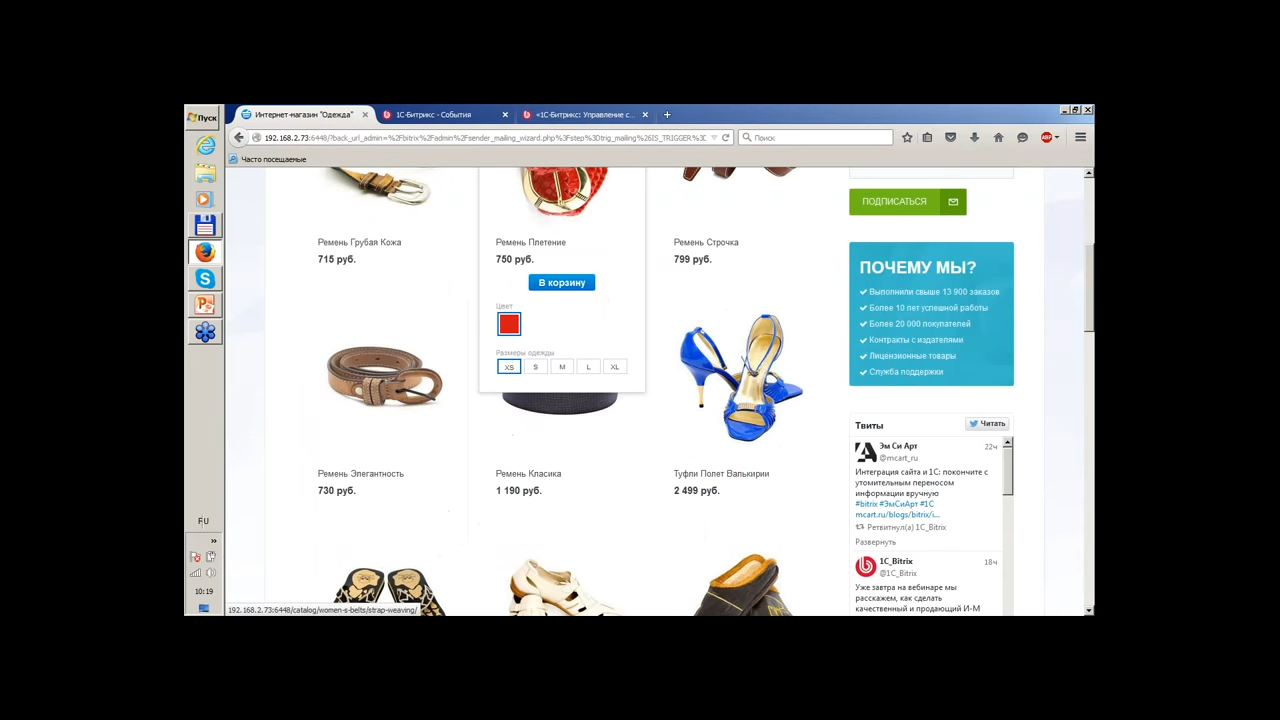 Пуск
Интернет-магазин "Одежда"
1С-Битрикс - События
«1С-Битрикс: Управление с...
192.168.2.73:6448/?back_url_admin=%2Fbitrix%2Fadmin%2Fsender_mailing_wizard.php%3Fstep%3Dtrig_mailing%26IS_TRIGGER%3D
Поиск
ABP
Часто посещаемые
ПОДПИСАТЬСЯ
Ремень Грубая Кожа
715 руб.
Ремень Плетение
750 руб.
Ремень Строчка
799 руб.
В корзину
Цвет
Размеры одежды
XS S M L XL
ПОЧЕМУ МЫ?
Выполнили свыше 13 900 заказов
Более 10 лет успешной работы
Более 20 000 покупателей
Контракты с издателями
Лицензионные товары
Служба поддержки
Ремень Элегантность
730 руб.
Ремень Класика
1 190 руб.
Туфли Полет Валькирии
2 499 руб.
Твиты
Читать
Эм Си Арт
22ч
@mcart_ru
Интеграция сайта и 1С: покончите с
утомительным переносом
информации вручную
#bitrix #ЭмСиАрт #1С
mcart.ru/blogs/bitrix/i...
Ретвитнул(а) 1C_Bitrix
Развернуть
1C_Bitrix
18ч
@1C_Bitrix
Уже завтра на вебинаре мы
расскажем, как сделать
качественный и продающий И-М
RU
10:19
192.168.2.73:6448/catalog/women-s-belts/strap-weaving/